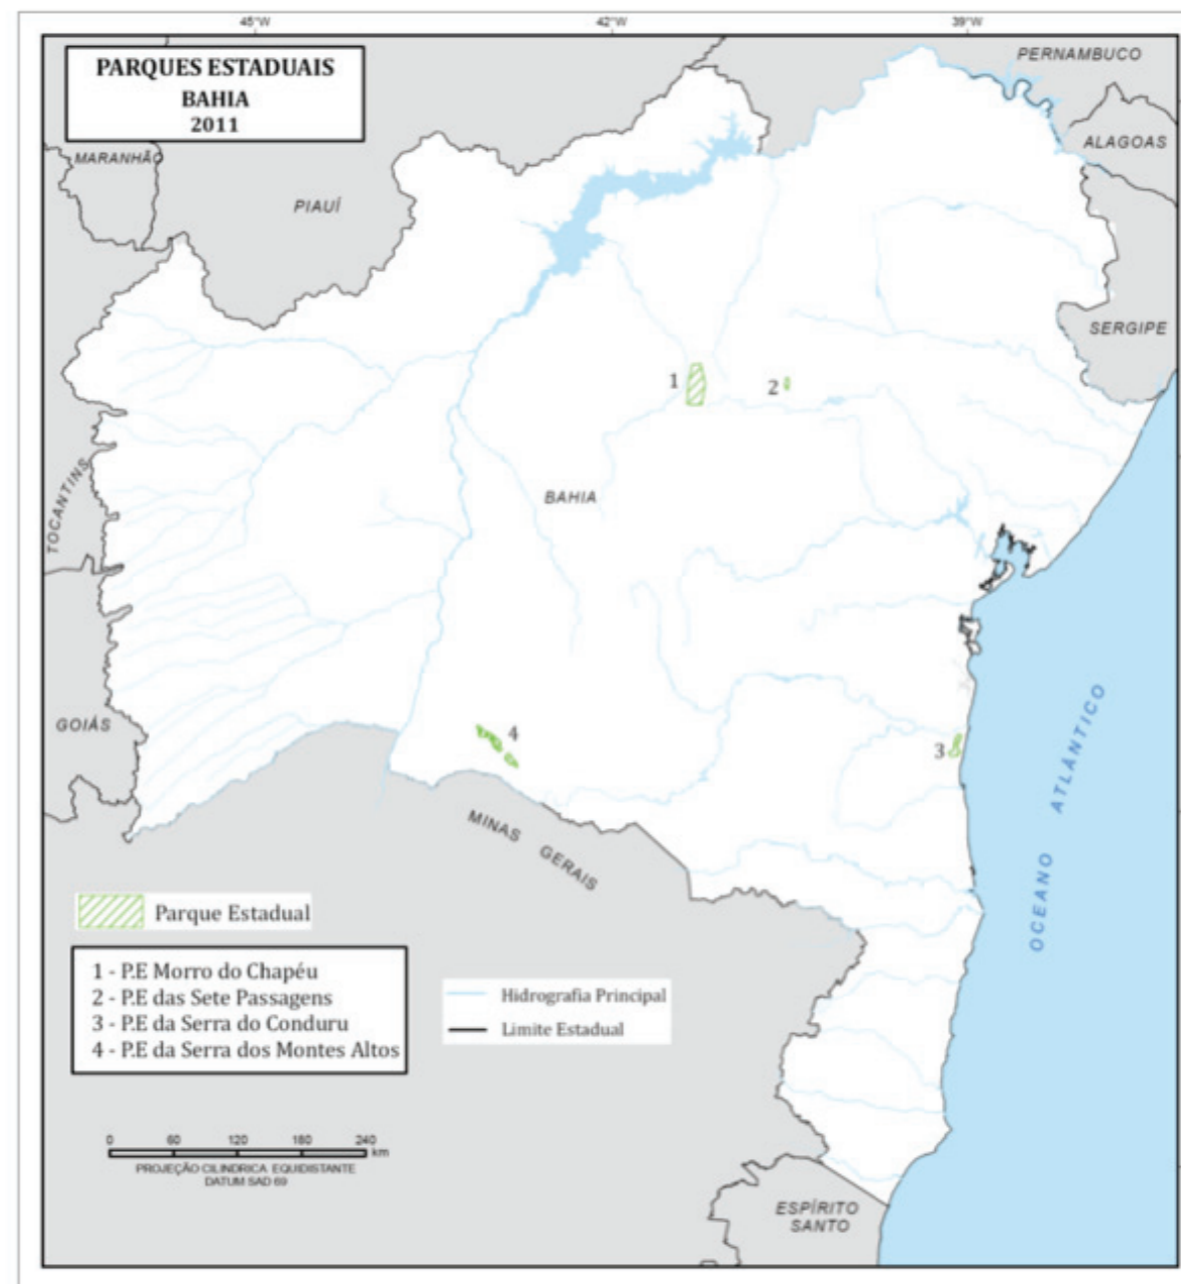 45°W
42°W
39°W
PARQUES ESTADUAIS
BAHIA
2011
PERNAMBUCO
ALAGOAS
MARANHÃO
PIAUÍ
SERGIPE
1
2
TOCANTINS
BAHIA
GOIÁS
4
3
OCEANO ATLÂNTICO
MINAS GERAIS
Parque Estadual
1 - P.E Morro do Chapéu
2 - P.E das Sete Passagens
3 - P.E da Serra do Conduru
4 - P.E da Serra dos Montes Altos
Hidrografia Principal
Limite Estadual
0 60 120 180 240
km
PROJEÇÃO CILINDRICA EQUIDISTANTE
DATUM SAD 69
ESPÍRITO
SANTO